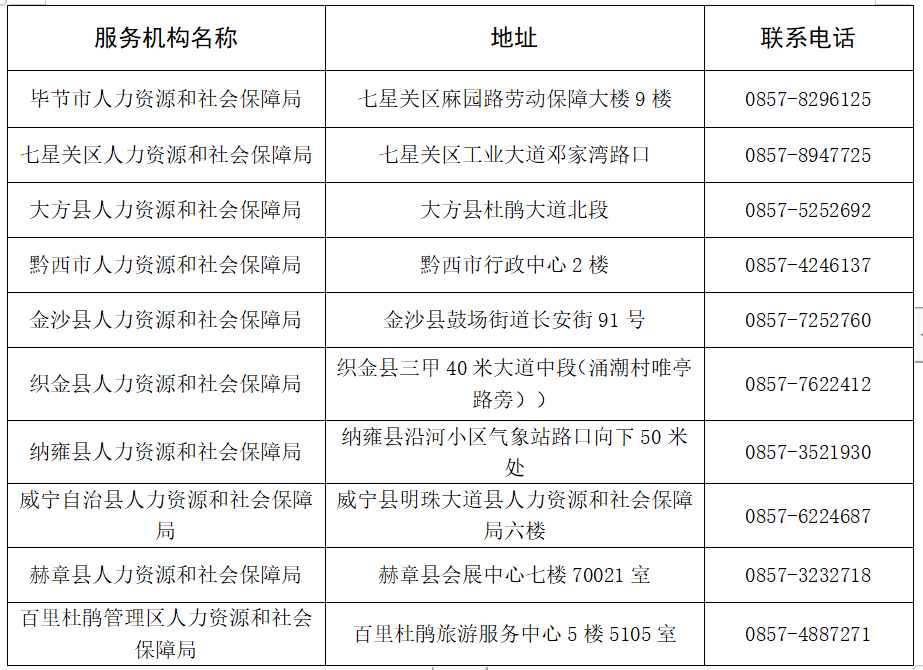 服务机构名称 地址 联系电话
毕节市人力资源和社会保障局 七星关区麻园路劳动保障大楼 9 楼 0857-8296125
七星关区人力资源和社会保障局 七星关区工业大道邓家湾路口 0857-8947725
大方县人力资源和社会保障局 大方县杜鹃大道北段 0857-5252692
黔西市人力资源和社会保障局 黔西市行政中心 2 楼 0857-4246137
金沙县人力资源和社会保障局 金沙县鼓场街道长安街 91 号 0857-7252760
织金县人力资源和社会保障局 织金县三甲 40 米大道中段(涌潮村唯亭
路旁）） 0857-7622412
纳雍县人力资源和社会保障局 纳雍县沿河小区气象站路口向下 50 米
处 0857-3521930
威宁自治县人力资源和社会保障
局 威宁县明珠大道县人力资源和社会保障
局六楼 0857-6224687
赫章县人力资源和社会保障局 赫章县会展中心七楼 70021 室 0857-3232718
百里杜鹃管理区人力资源和社会
保障局 百里杜鹃旅游服务中心 5 楼 5105 室 0857-4887271